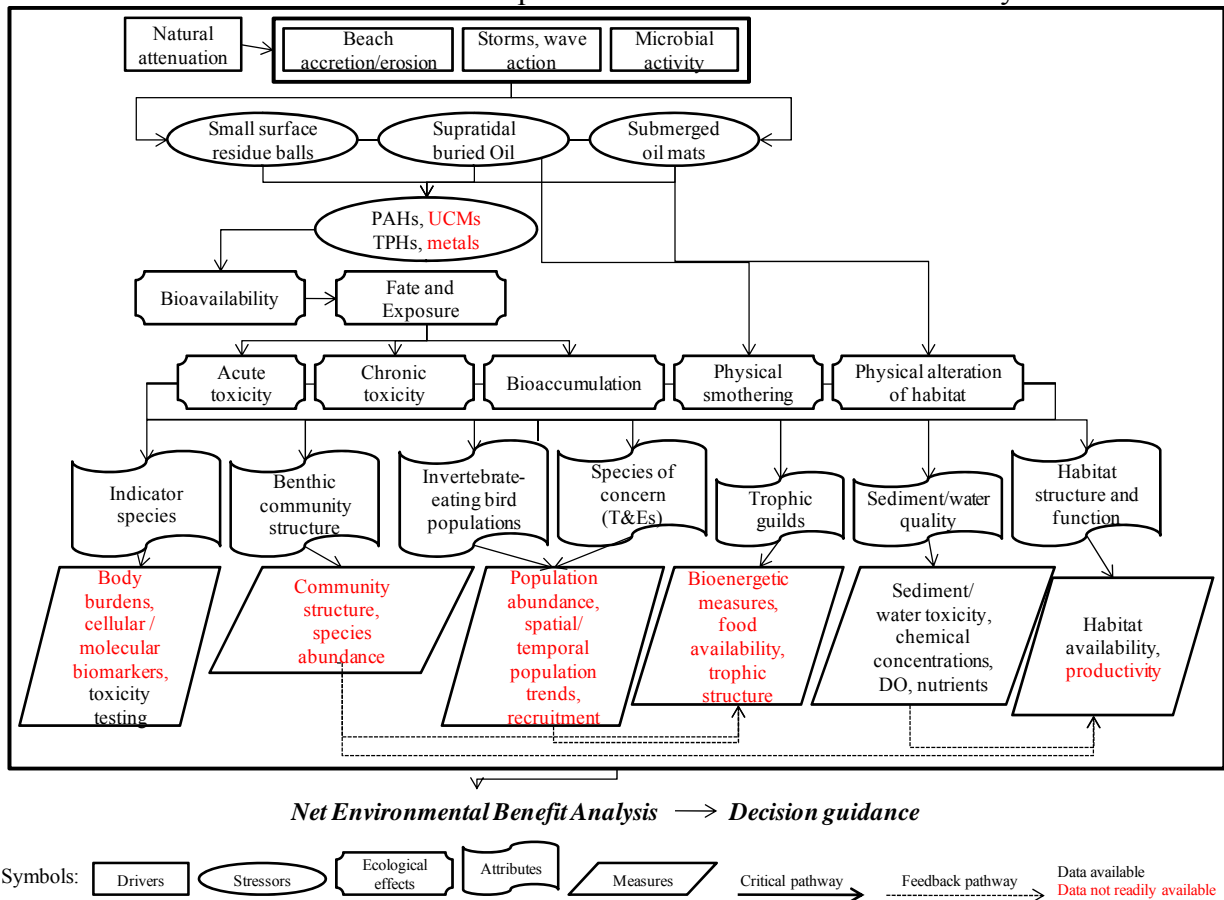 Natural
attenuation
Beach
accretion/erosion
Storms, wave
action
Microbial
activity
Small surface
residue balls
Supratidal
buried Oil
Submerged
oil mats
PAHs, UCMs
TPHs, metals
Bioavailability
Fate and
Exposure
Acute
toxicity
Chronic
toxicity
Bioaccumulation
Physical
smothering
Physical alteration
of habitat
Indicator
species
Benthic
community
structure
Invertebrate-
eating bird
populations
Species
of concern
(T&Es)
Trophic
guilds
Sediment/water
quality
Habitat
structure and
function
Body
burdens,
cellular /
molecular
biomarkers,
toxicity
testing
Community
structure,
species
abundance
Population
abundance,
spatial/
temporal
population
trends,
recruitment
Bioenergetic
measures,
food
availability,
trophic
structure
Sediment/
water toxicity,
chemical
concentrations,
DO, nutrients
Habitat
availability,
productivity
Net Environmental Benefit Analysis
Decision guidance
Symbols:
Drivers
Stressors
Ecological
effects
Attributes
Measures
Critical pathway
Feedback pathway
Data available
Data not readily available